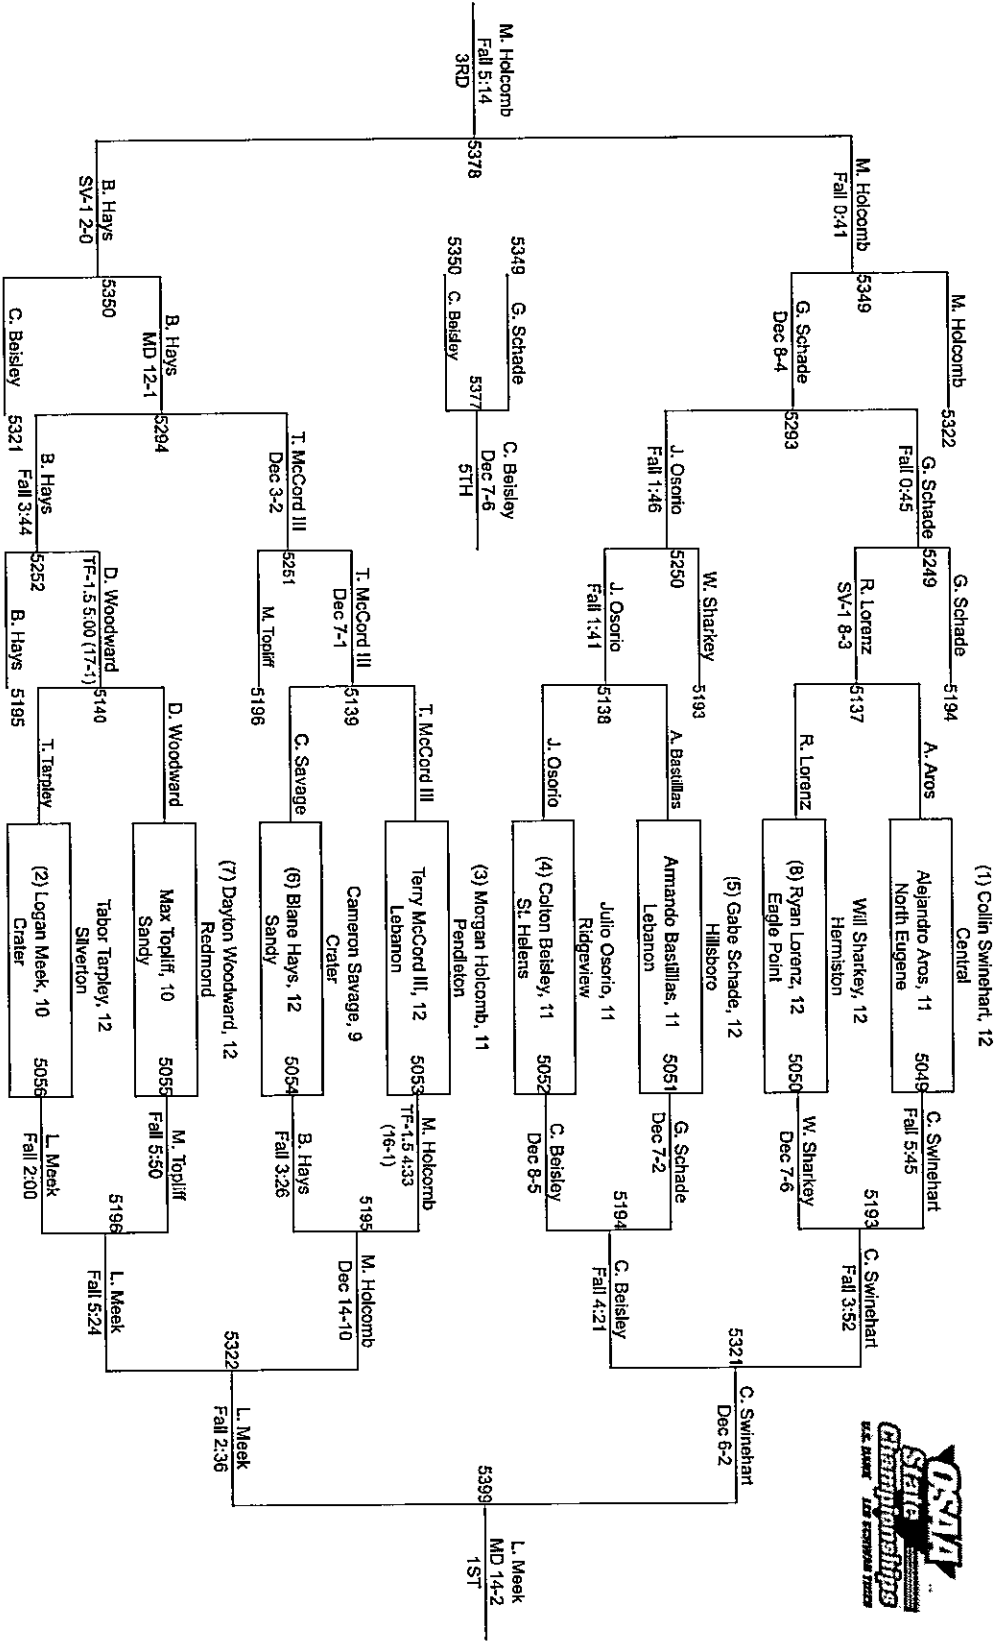 (1) Collin Swinehart, 12
Central
Alejandro Aros, 11
North Eugene
5049
Will Sharkey, 12
Hermiston
(8) Ryan Lorenz, 12
Eagle Point
5050
(5) Gabe Schade, 12
Hillsboro
Armando Bastillas, 11
Lebanon
5051
Julio Osorio, 11
Ridgeview
(4) Colton Beisley, 11
St. Helens
5052
(3) Morgan Holcomb, 11
Pendleton
Terry McCord III, 12
Lebanon
5053
Cameron Savage, 9
Crater
(6) Blane Hays, 12
Sandy
5054
(7) Dayton Woodward, 12
Redmond
Max Topliff, 10
Sandy
5055
Tabor Tarpley, 12
Silverton
(2) Logan Meek, 10
Crater
5056
C. Swinehart
Fall 5:45
W. Sharkey
Dec 7-6
G. Schade
Dec 7-2
C. Beisley
Dec 8-5
M. Holcomb
TF-1.5 4:33
(16-1)
B. Hays
Fall 3:26
M. Topliff
Fall 5:50
L. Meek
Fall 2:00
5193
5194
5195
5196
C. Swinehart
Fall 3:52
C. Beisley
Fall 4:21
M. Holcomb
Dec 14-10
L. Meek
Fall 5:24
5321
5322
C. Swinehart
Dec 6-2
L. Meek
Fall 2:36
5399
L. Meek
MD 14-2
1ST
A. Aros
R. Lorenz
A. Bastillas
J. Osorio
T. McCord III
C. Savage
D. Woodward
T. Tarpley
G. Schade
5194
5137
R. Lorenz
SV-1 8-3
W. Sharkey
5193
5138
J. Osorio
Fall 1:41
T. McCord III
Dec 7-1
5139
M. Topliff
5196
D. Woodward
TF-1.5 5:00 (17-1)
5140
B. Hays
5195
M. Holcomb
5322
G. Schade
Fall 0:45
5249
J. Osorio
Fall 1:46
5250
T. McCord III
Dec 3-2
5251
B. Hays
Fall 3:44
5252
G. Schade
Dec 8-4
5293
B. Hays
MD 12-1
5294
C. Beisley
5321
M. Holcomb
Fall 0:41
5349
B. Hays
SV-1 2-0
5350
5378
M. Holcomb
Fall 5:14
3RD
5349
G. Schade
5350
C. Beisley
5377
C. Beisley
Dec 7-6
5TH
OSAA
State
Championships